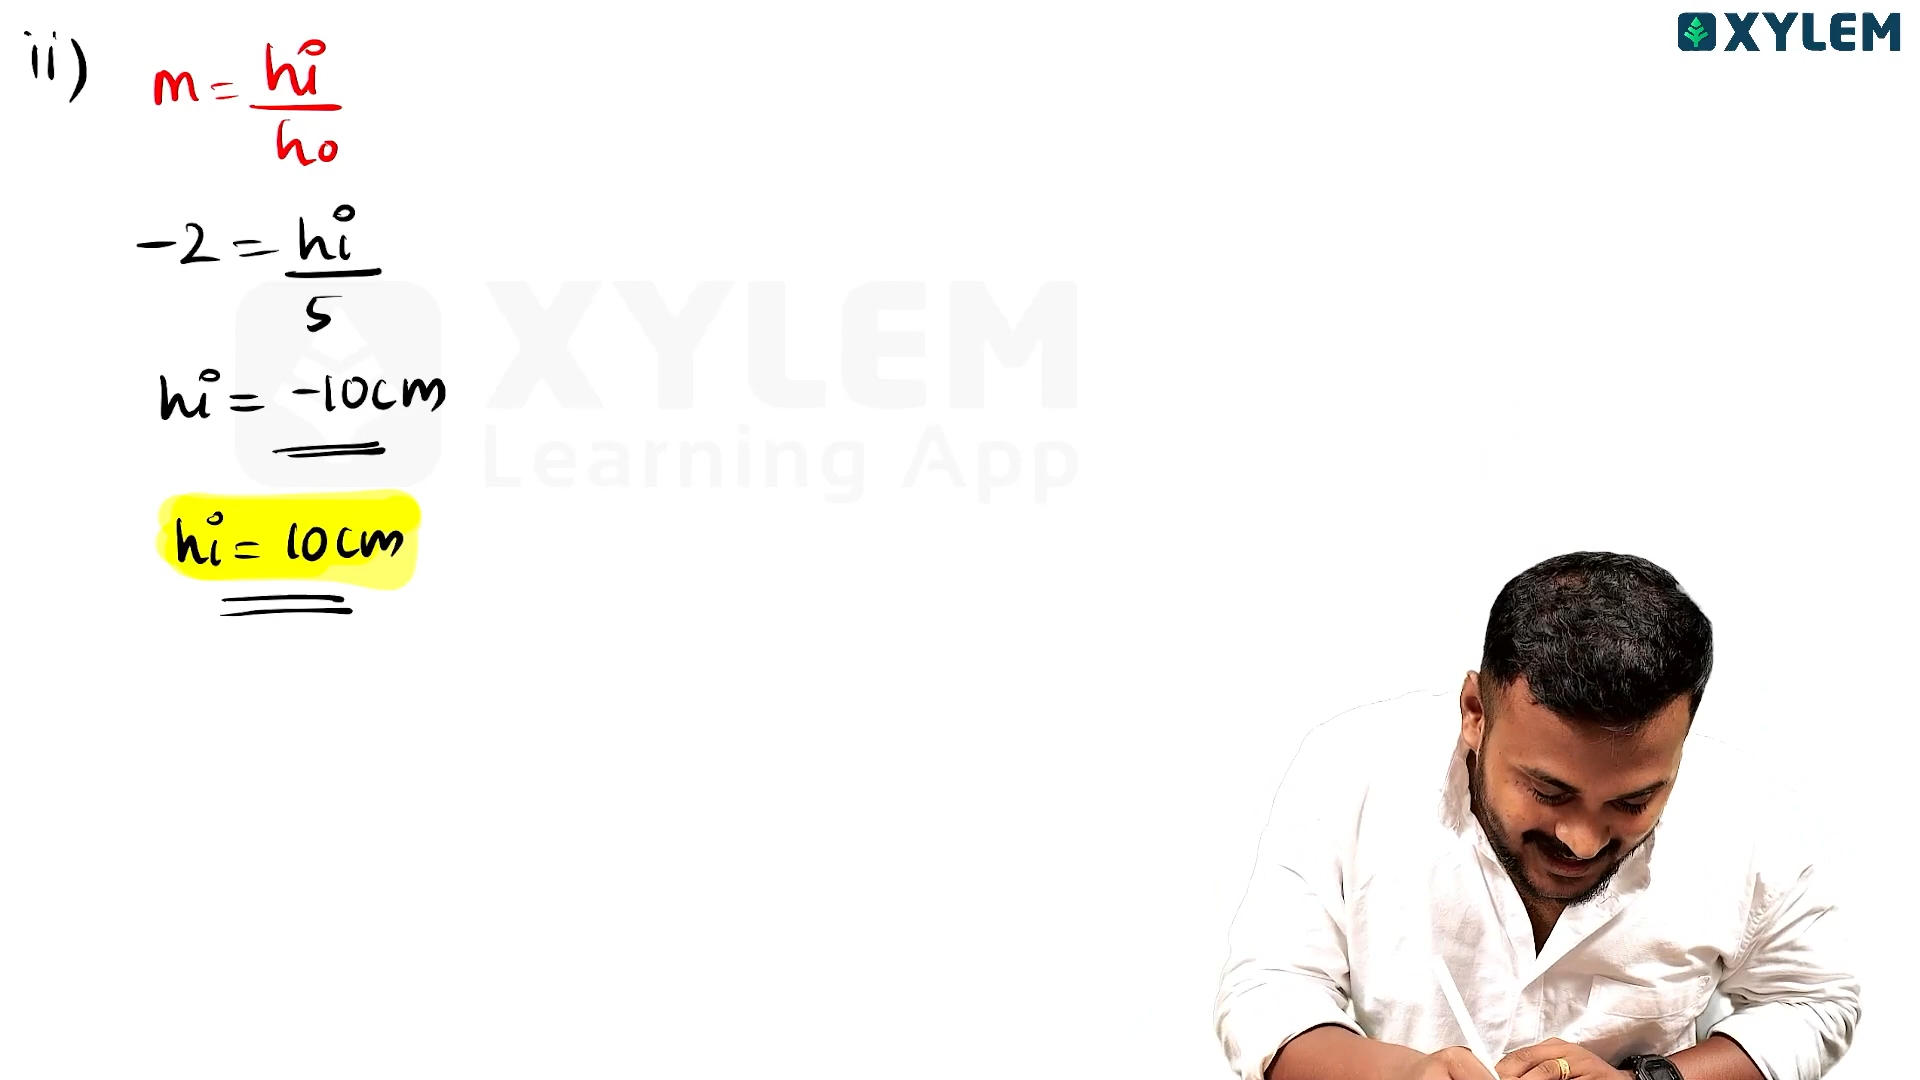 XYLEM
ii)
m = hi / ho
-2 = hi / 5
hi = -10cm
hi = 10cm
XYLEM
Learning App